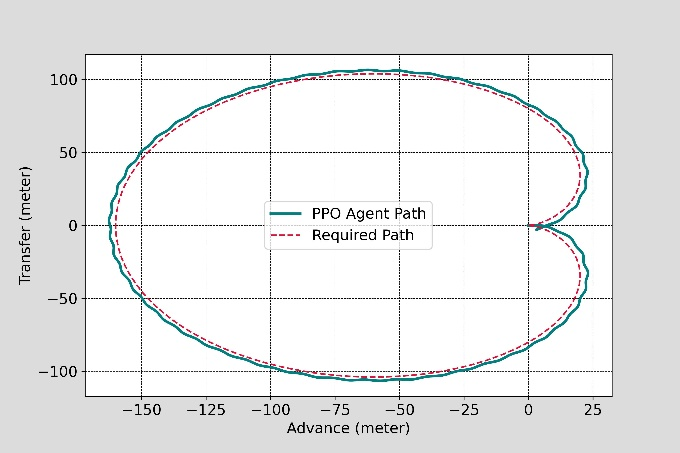 100
50
0
−50
−100
Transfer (meter)
PPO Agent Path
Required Path
−150 −125 −100 −75 −50 −25 0 25
Advance (meter)